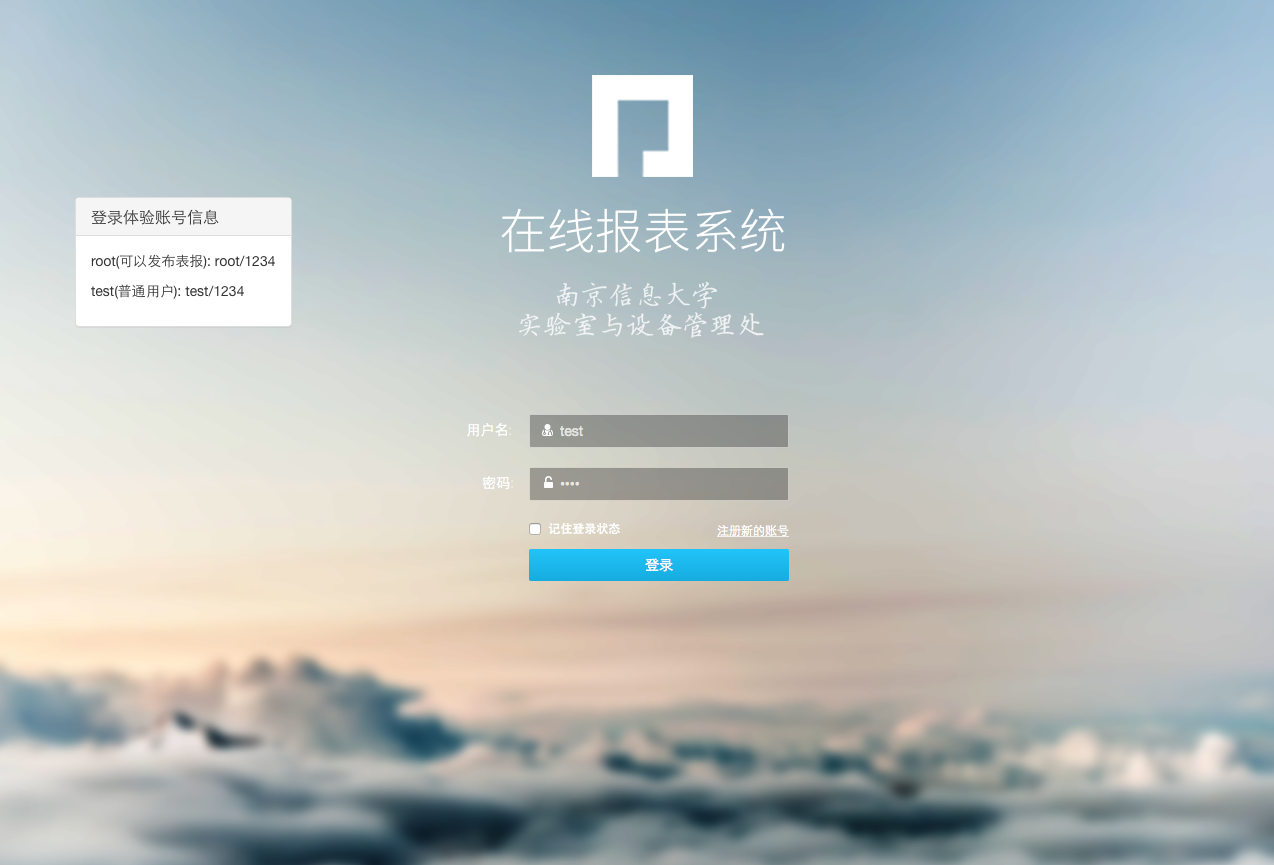 登录体验账号信息
root(可以发布表报): root/1234
test(普通用户): test/1234
在线报表系统
南京信息大学
实验室与设备管理处
用户名:
test
密码:
••••
记住登录状态
注册新的账号
登录